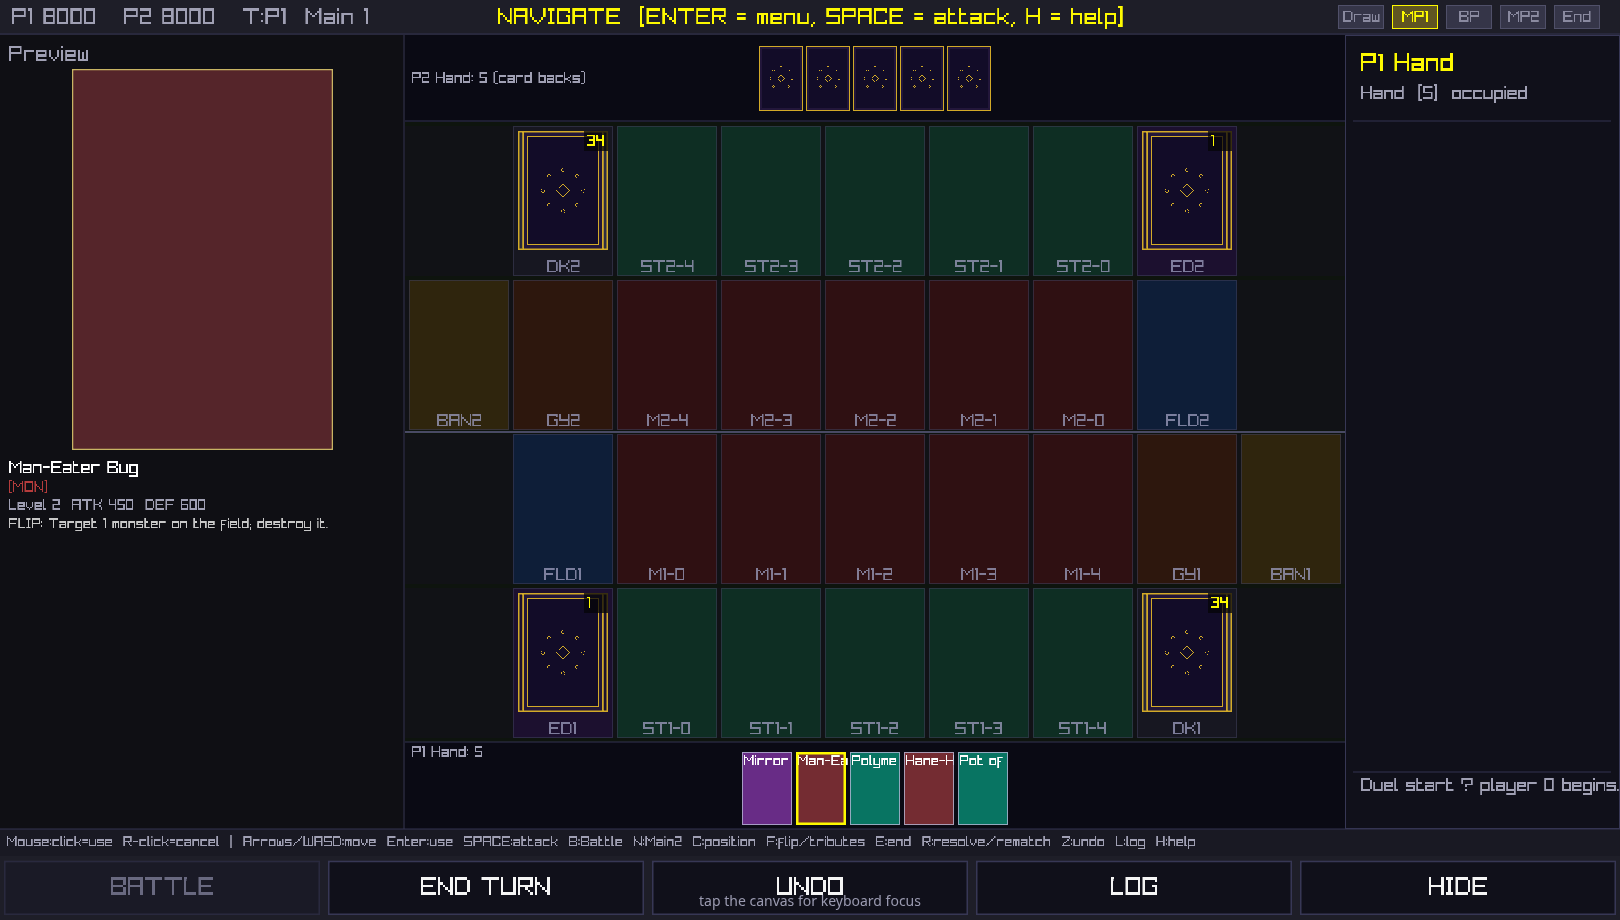 P1 8000 P2 8000 T:P1 Main 1
NAVIGATE [ENTER = menu, SPACE = attack, H = help]
Draw MP1 BP MP2 End
Preview
Man-Eater Bug
[MON]
Level 2 ATK 450 DEF 600
FLIP: Target 1 monster on the field; destroy it.
P2 Hand: 5 (card backs)
34
1
DK2 ST2-4 ST2-3 ST2-2 ST2-1 ST2-0 ED2
BAN2 GY2 M2-4 M2-3 M2-2 M2-1 M2-0 FLD2
FLD1 M1-0 M1-1 M1-2 M1-3 M1-4 GY1 BAN1
1
34
ED1 ST1-0 ST1-1 ST1-2 ST1-3 ST1-4 DK1
P1 Hand: 5
Mirror Man-Ea Polyme Hane-H Pot of
P1 Hand
Hand [5] occupied
Duel start ? player 0 begins.
Mouse:click=use R-click=cancel | Arrows/WASD:move Enter:use SPACE:attack B:Battle N:Main2 C:position F:flip/tributes E:end R:resolve/rematch Z:undo L:log H:help
BATTLE
END TURN
UNDO
tap the canvas for keyboard focus
LOG
HIDE